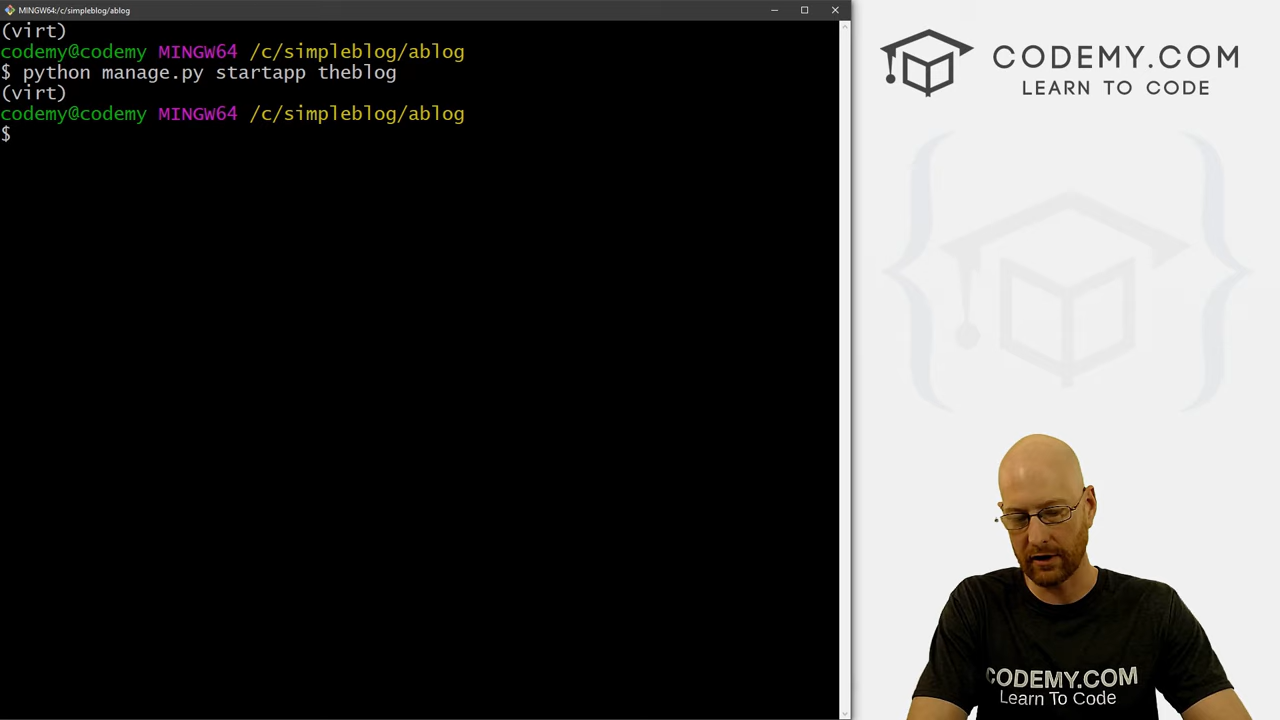 MINGW64:/c/simpleblog/ablog
(virt)
codemy@codemy MINGW64 /c/simpleblog/ablog
$ python manage.py startapp theblog
(virt)
codemy@codemy MINGW64 /c/simpleblog/ablog
$
CODEMY.COM
LEARN TO CODE
CODEMY.COM
Learn To Code